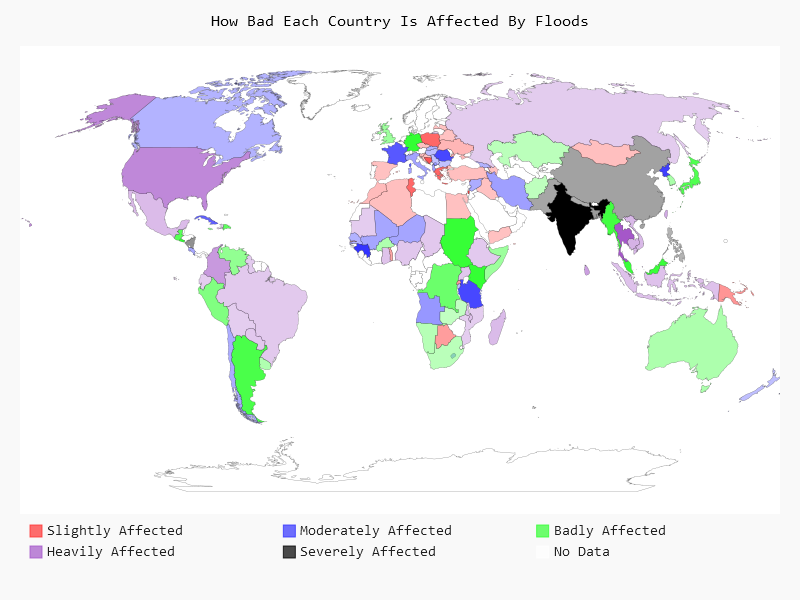 How Bad Each Country Is Affected By Floods
Slightly Affected
Moderately Affected
Badly Affected
Heavily Affected
Severely Affected
No Data